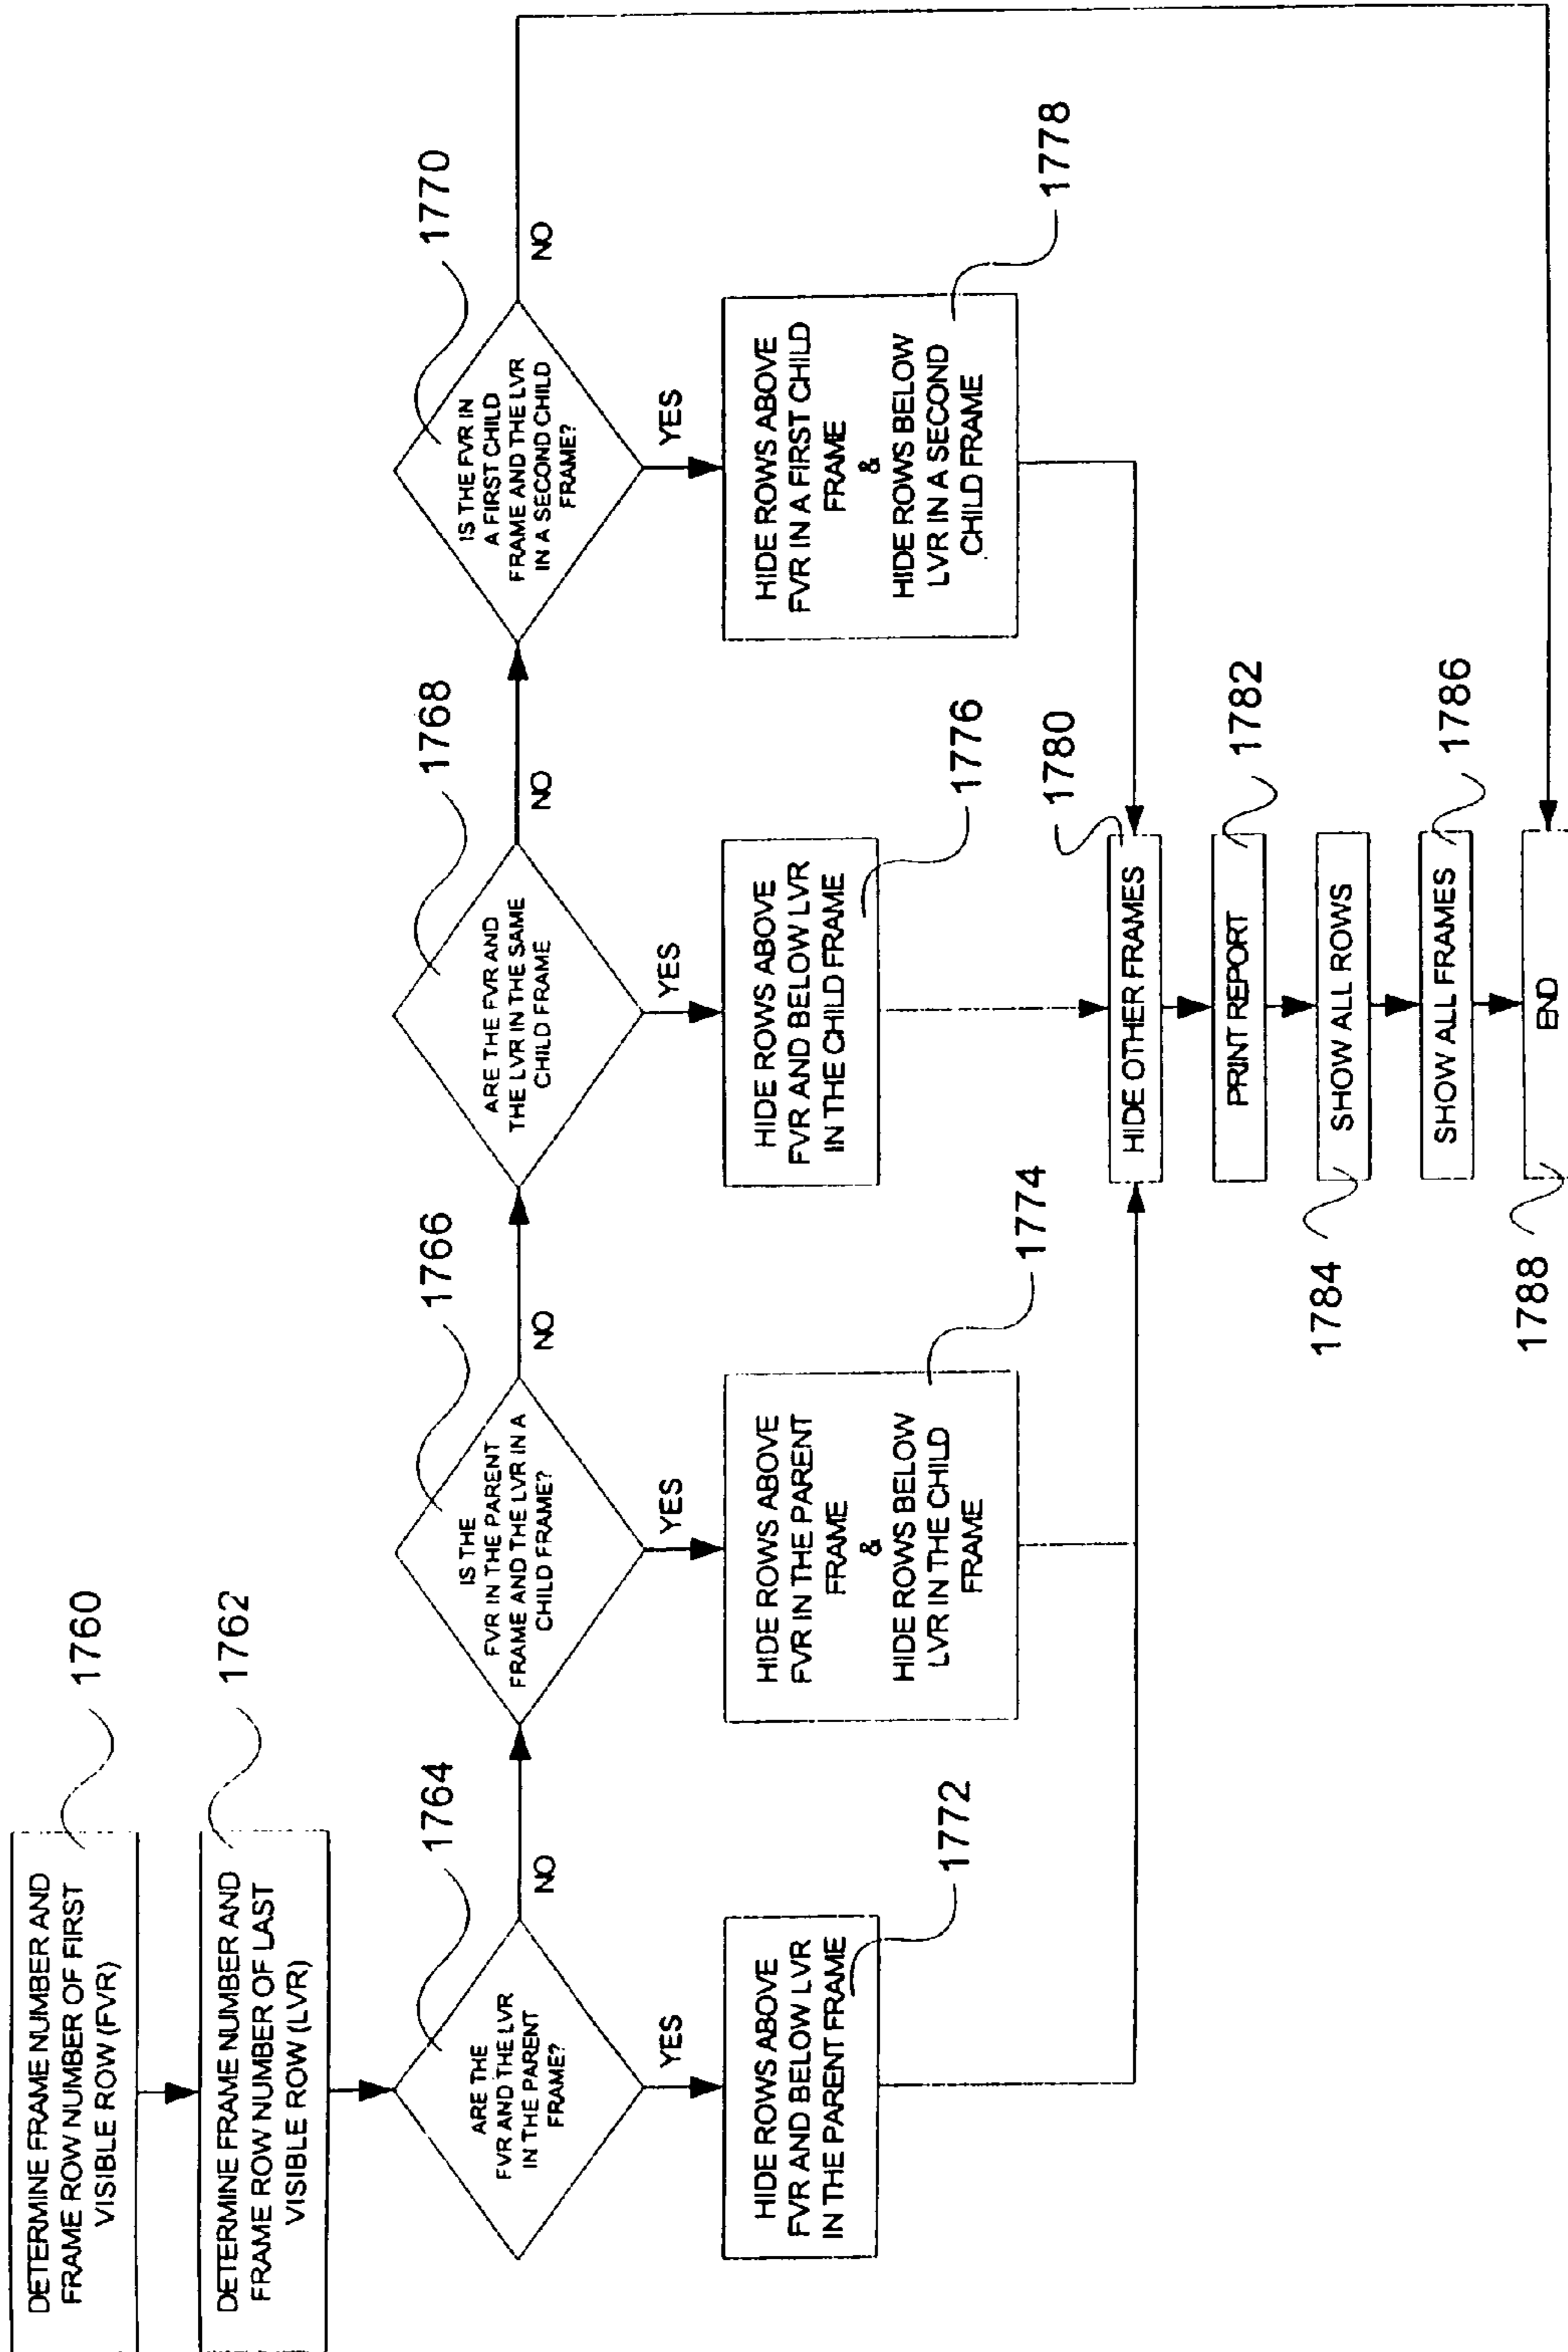 DETERMINE FRAME NUMBER AND
FRAME ROW NUMBER OF FIRST
VISIBLE ROW (FVR)
1760
DETERMINE FRAME NUMBER AND
FRAME ROW NUMBER OF LAST
VISIBLE ROW (LVR)
1762
ARE THE
FVR AND THE LVR
IN THE PARENT
FRAME?
1764
NO
YES
IS THE
FVR IN THE PARENT
FRAME AND THE LVR IN A
CHILD FRAME?
1766
NO
YES
ARE THE FVR AND
THE LVR IN THE SAME
CHILD FRAME
1768
NO
YES
IS THE FVR IN
A FIRST CHILD
FRAME AND THE LVR
IN A SECOND CHILD
FRAME?
1770
NO
YES
HIDE ROWS ABOVE
FVR AND BELOW LVR
IN THE PARENT FRAME
1772
HIDE ROWS ABOVE
FVR IN THE PARENT
FRAME
&
HIDE ROWS BELOW
LVR IN THE CHILD
FRAME
1774
HIDE ROWS ABOVE
FVR AND BELOW LVR
IN THE CHILD FRAME
1776
HIDE ROWS ABOVE
FVR IN A FIRST CHILD
FRAME
&
HIDE ROWS BELOW
LVR IN A SECOND
CHILD FRAME
1778
HIDE OTHER FRAMES
1780
PRINT REPORT
1782
SHOW ALL ROWS
1784
SHOW ALL FRAMES
1786
END
1788